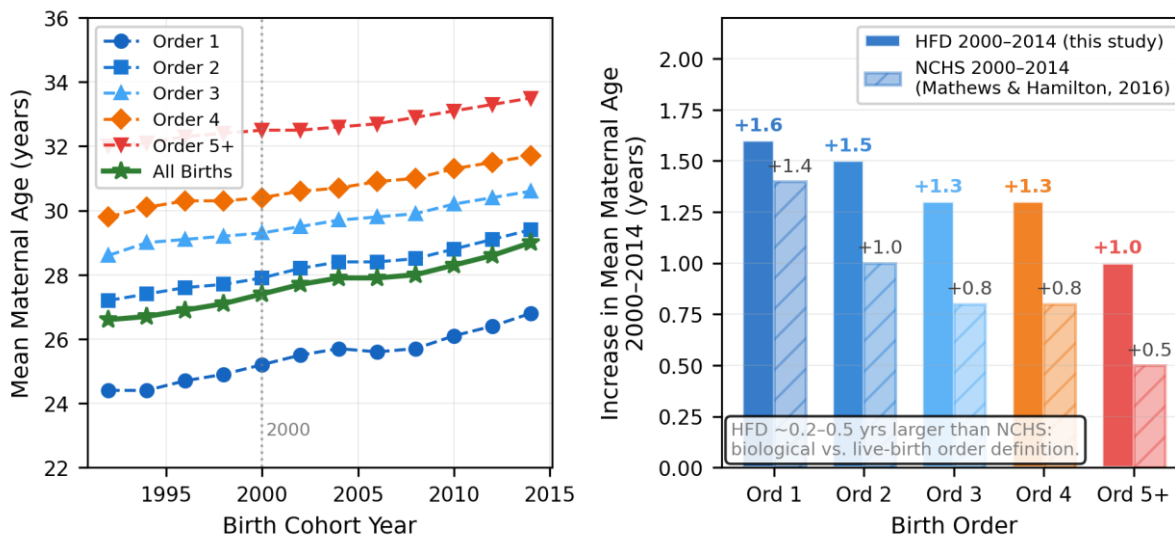 36
34
32
30
28
26
24
22
Mean Maternal Age (years)
Order 1
Order 2
Order 3
Order 4
Order 5+
All Births
2000
1995
2000
2005
2010
2015
Birth Cohort Year
2.00
1.75
1.50
1.25
1.00
0.75
0.50
0.25
0.00
Increase in Mean Maternal Age
2000–2014 (years)
HFD 2000–2014 (this study)
NCHS 2000–2014
(Mathews & Hamilton, 2016)
+1.6
+1.4
+1.5
+1.0
+1.3
+0.8
+1.3
+0.8
+1.0
+0.5
HFD ~0.2–0.5 yrs larger than NCHS:
biological vs. live-birth order definition.
Ord 1
Ord 2
Ord 3
Ord 4
Ord 5+
Birth Order